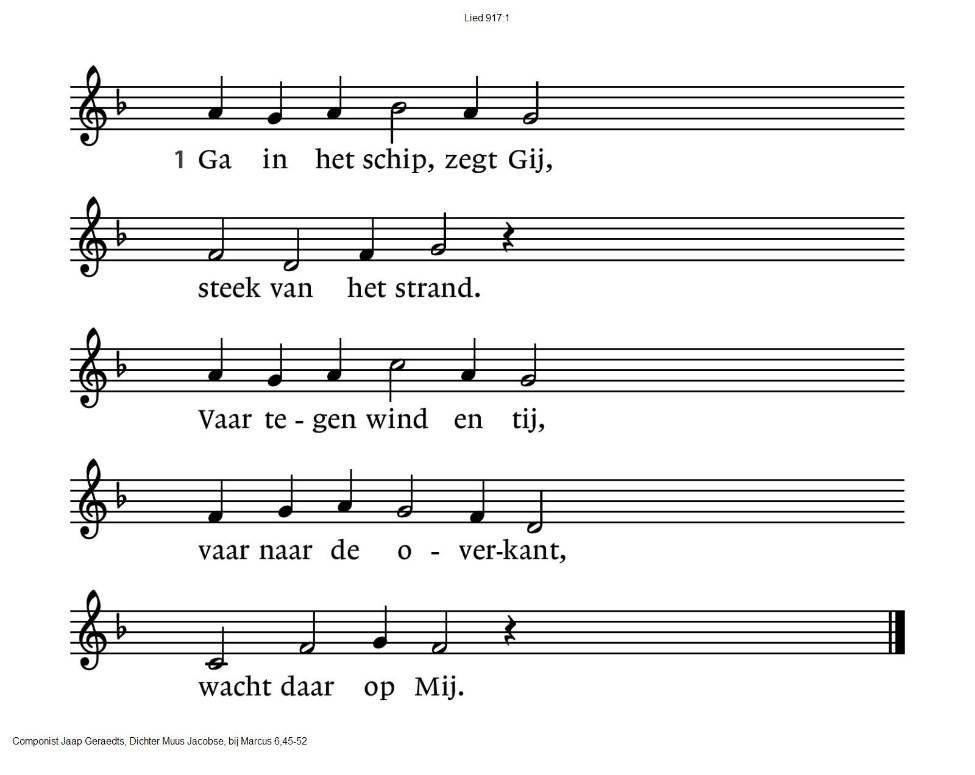 Lied 917:1
1 Ga in het schip, zegt Gij,
steek van het strand.
Vaar te - gen wind en tij,
vaar naar de o - ver-kant,
wacht daar op Mij.
Componist Jaap Geraedts, Dichter Muus Jacobse, bij Marcus 6,45-52